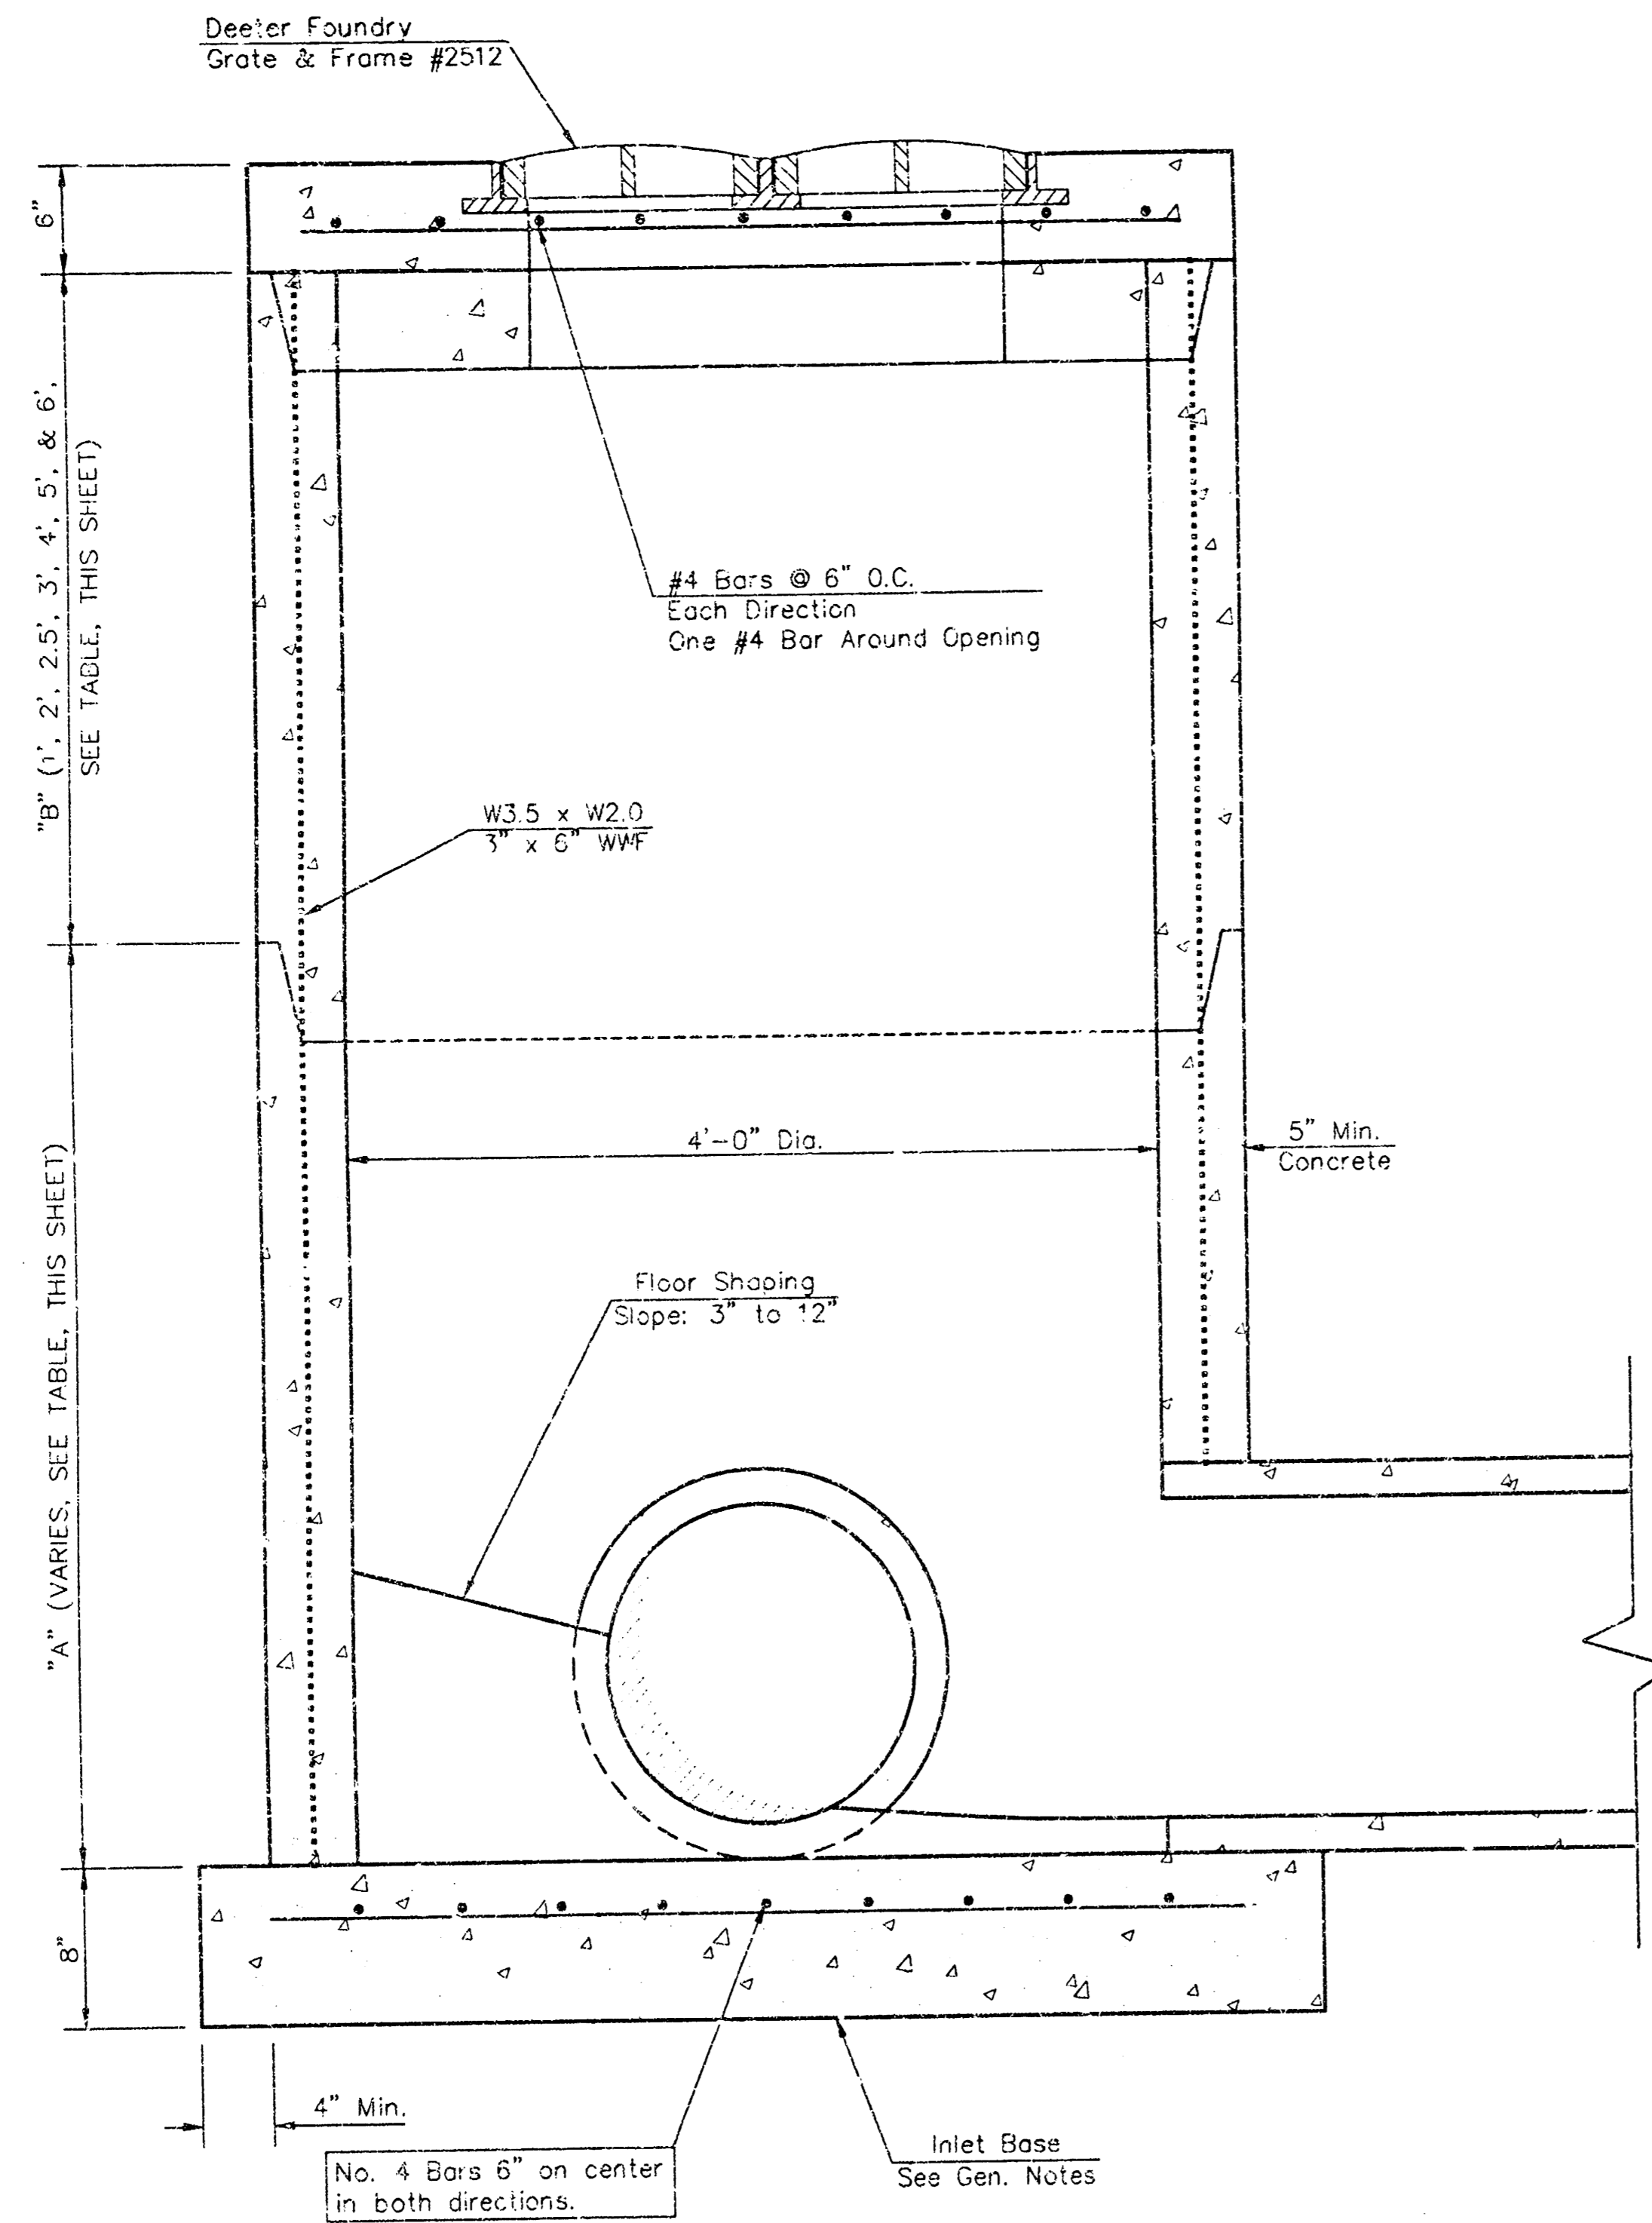 Deeter Foundry
Grate & Frame #2512
6"
"B" (1', 2', 2.5', 3', 4', 5', & 6',
SEE TABLE, THIS SHEET)
#4 Bars @ 6" O.C.
Each Direction
One #4 Bar Around Opening
W3.5 x W2.0
3" x 6" WWF
4'-0" Dia.
5" Min.
Concrete
"A" (VARIES, SEE TABLE, THIS SHEET)
Floor Shaping
Slope: 3" to 12"
8"
4" Min.
No. 4 Bars 6" on center
in both directions.
Inlet Base
See Gen. Notes